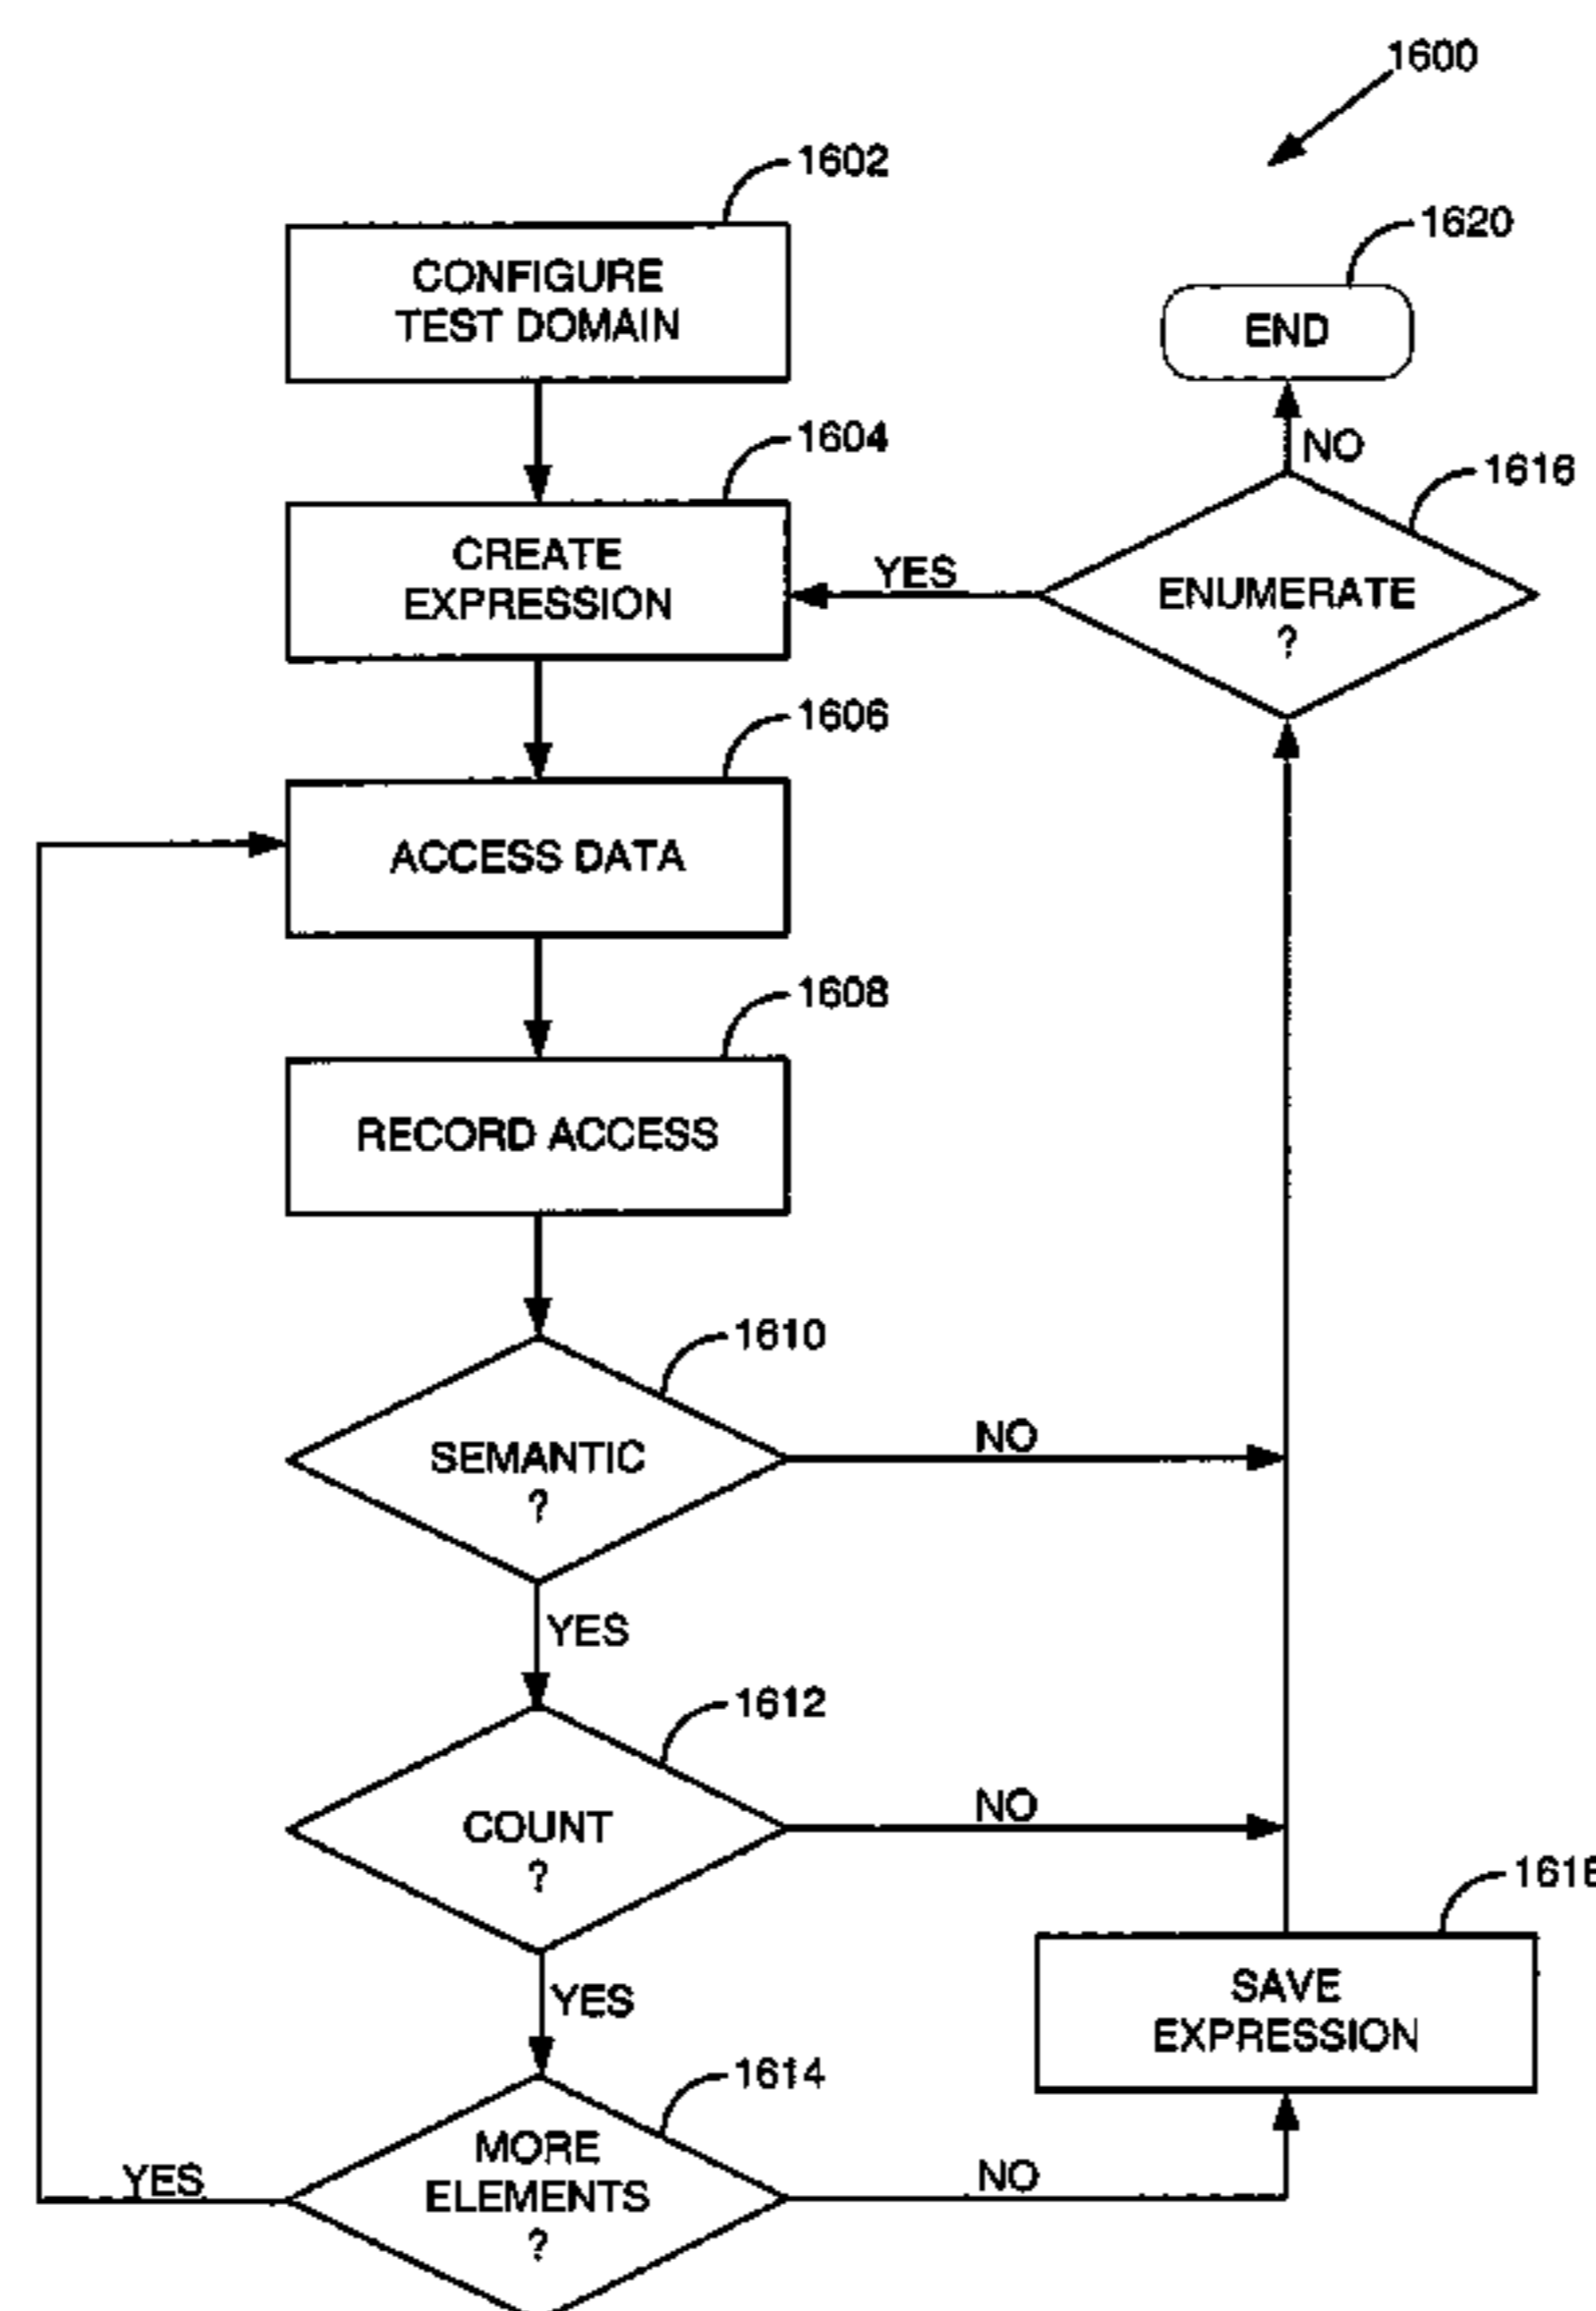 1600
1602
CONFIGURE
TEST DOMAIN
1620
END
NO
1604
CREATE
EXPRESSION
YES
1616
ENUMERATE
?
1606
ACCESS DATA
1608
RECORD ACCESS
1610
SEMANTIC
?
NO
YES
1612
COUNT
?
NO
YES
1618
SAVE
EXPRESSION
1614
MORE
ELEMENTS
?
YES
NO